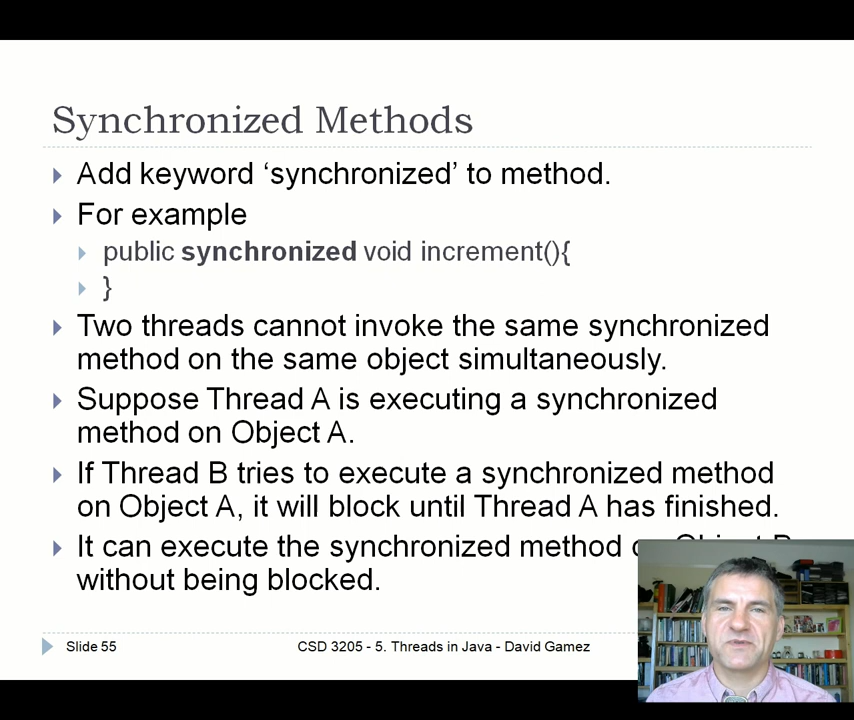 Synchronized Methods
Add keyword ‘synchronized’ to method.
For example
public synchronized void increment(){
}
Two threads cannot invoke the same synchronized
method on the same object simultaneously.
Suppose Thread A is executing a synchronized
method on Object A.
If Thread B tries to execute a synchronized method
on Object A, it will block until Thread A has finished.
It can execute the synchronized method
without being blocked.
Slide 55
CSD 3205 - 5. Threads in Java - David Gamez